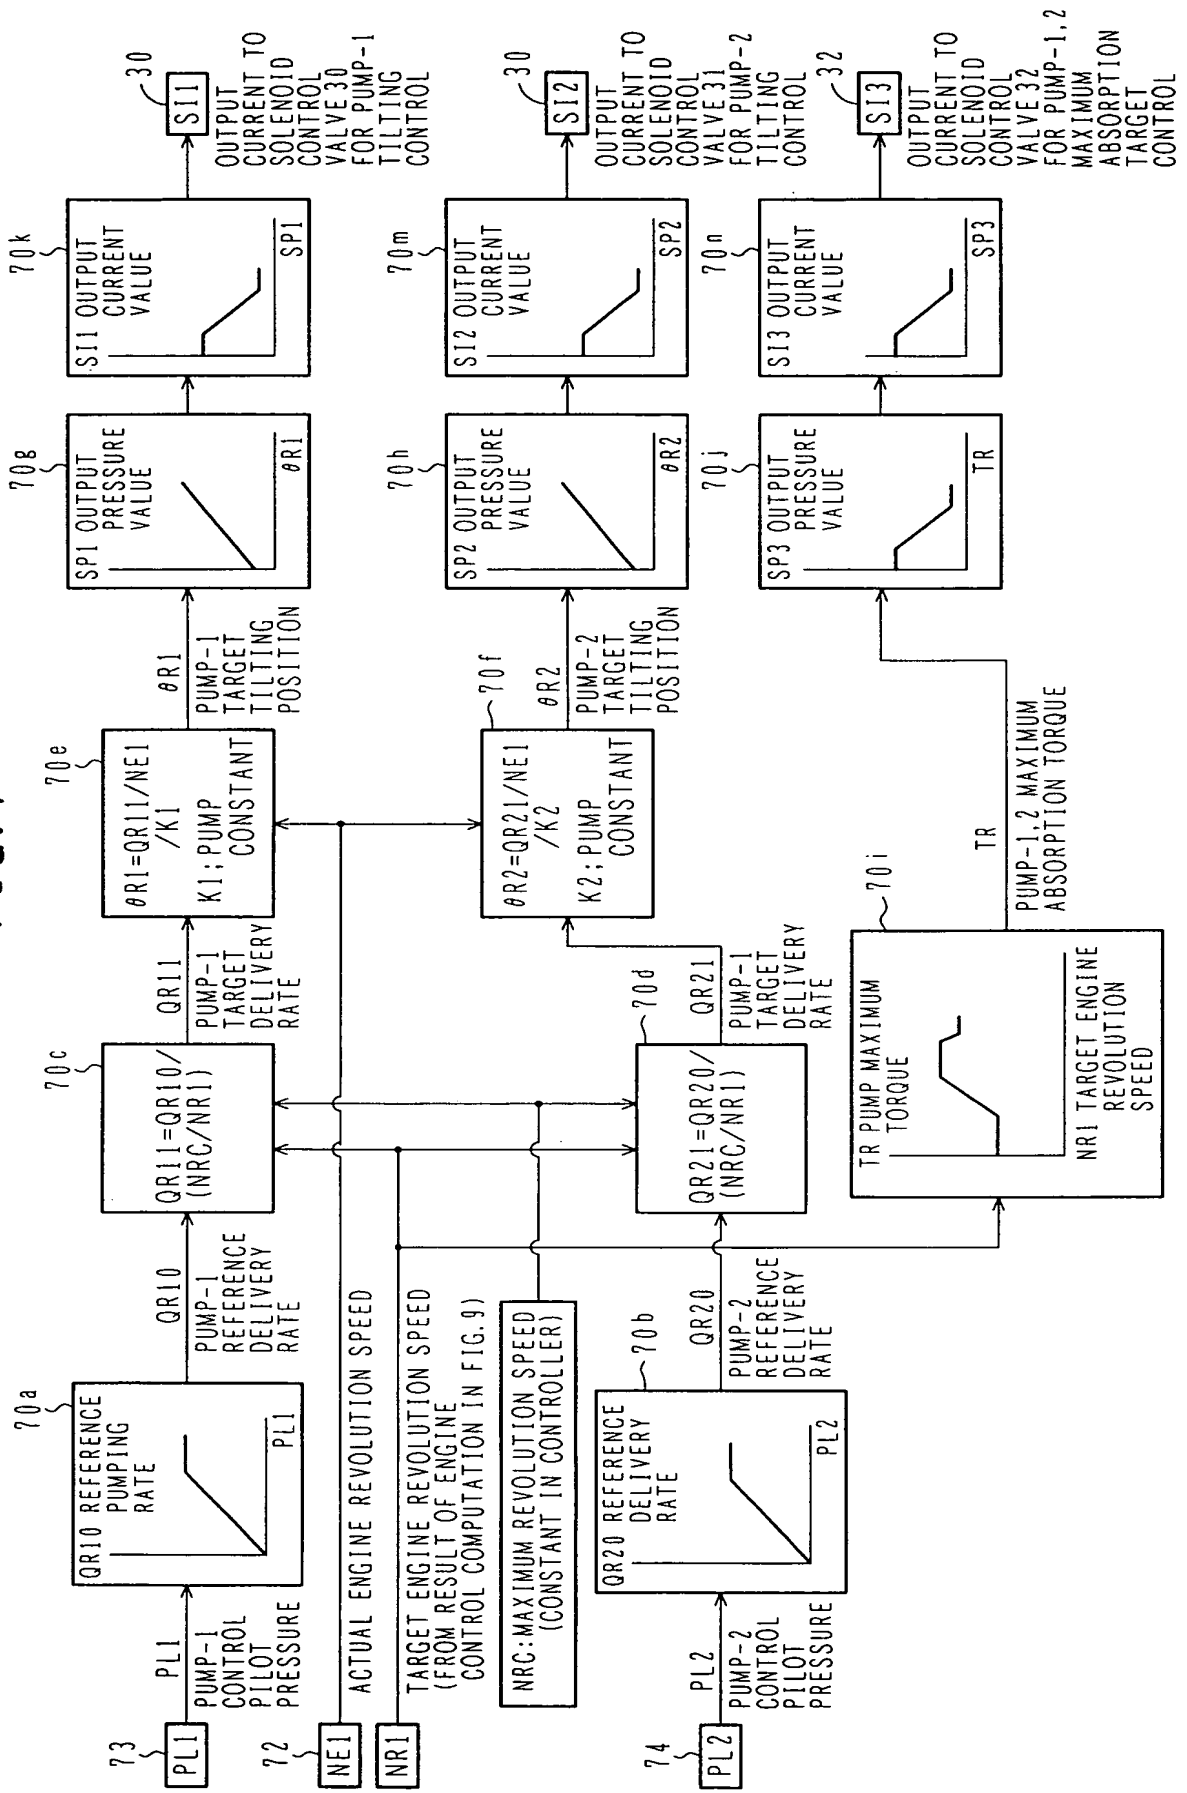 73
PL1
PL1
PUMP-1
CONTROL
PILOT
PRESSURE
70a
QR10 REFERENCE
PUMPING
RATE
PL1
QR10
PUMP-1
REFERENCE
DELIVERY
RATE
70c
QR11=QR10/
(NRC/NR1)
QR11
PUMP-1
TARGET
DELIVERY
RATE
70e
θR1=QR11/NE1
/K1
K1;PUMP
CONSTANT
θR1
PUMP-1
TARGET
TILTING
POSITION
70g
SP1 OUTPUT
PRESSURE
VALUE
θR1
70k
SI1 OUTPUT
CURRENT
VALUE
SP1
30
SI1
OUTPUT
CURRENT TO
SOLENOID
CONTROL
VALVE 30
FOR PUMP-1
TILTING
CONTROL
72
NE1
ACTUAL ENGINE REVOLUTION SPEED
NR1
TARGET ENGINE REVOLUTION SPEED
(FROM RESULT OF ENGINE
CONTROL COMPUTATION IN FIG.9)
NRC:MAXIMUM REVOLUTION SPEED
(CONSTANT IN CONTROLLER)
74
PL2
PL2
PUMP-2
CONTROL
PILOT
PRESSURE
70b
QR20 REFERENCE
DELIVERY
RATE
PL2
QR20
PUMP-2
REFERENCE
DELIVERY
RATE
70d
QR21=QR20/
(NRC/NR1)
QR21
PUMP-1
TARGET
DELIVERY
RATE
70f
θR2=QR21/NE1
/K2
K2;PUMP
CONSTANT
θR2
PUMP-2
TARGET
TILTING
POSITION
70h
SP2 OUTPUT
PRESSURE
VALUE
θR2
70m
SI2 OUTPUT
CURRENT
VALUE
SP2
30
SI2
OUTPUT
CURRENT TO
SOLENOID
CONTROL
VALVE 31
FOR PUMP-2
TILTING
CONTROL
70i
TR PUMP MAXIMUM
TORQUE
NR1 TARGET ENGINE
REVOLUTION
SPEED
TR
PUMP-1,2 MAXIMUM
ABSORPTION TORQUE
70j
SP3 OUTPUT
PRESSURE
VALUE
TR
70n
SI3 OUTPUT
CURRENT
VALUE
SP3
32
SI3
OUTPUT
CURRENT TO
SOLENOID
CONTROL
VALVE 32
FOR PUMP-1,2
MAXIMUM
ABSORPTION
TARGET
CONTROL